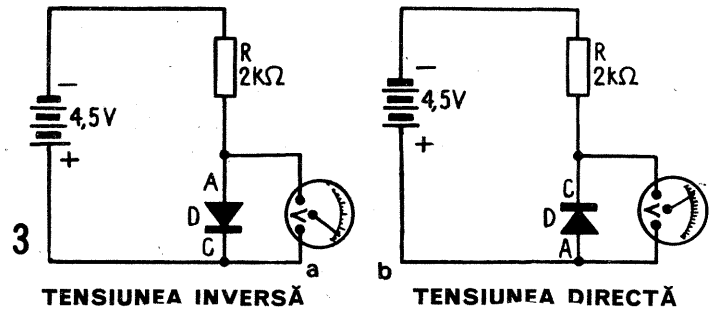 − R
2kΩ
4,5V
+
A
D
C
V
3
a
TENSIUNEA INVERSĂ
− R
2kΩ
4,5V
+
C
D
A
V
b
TENSIUNEA DIRECTĂ